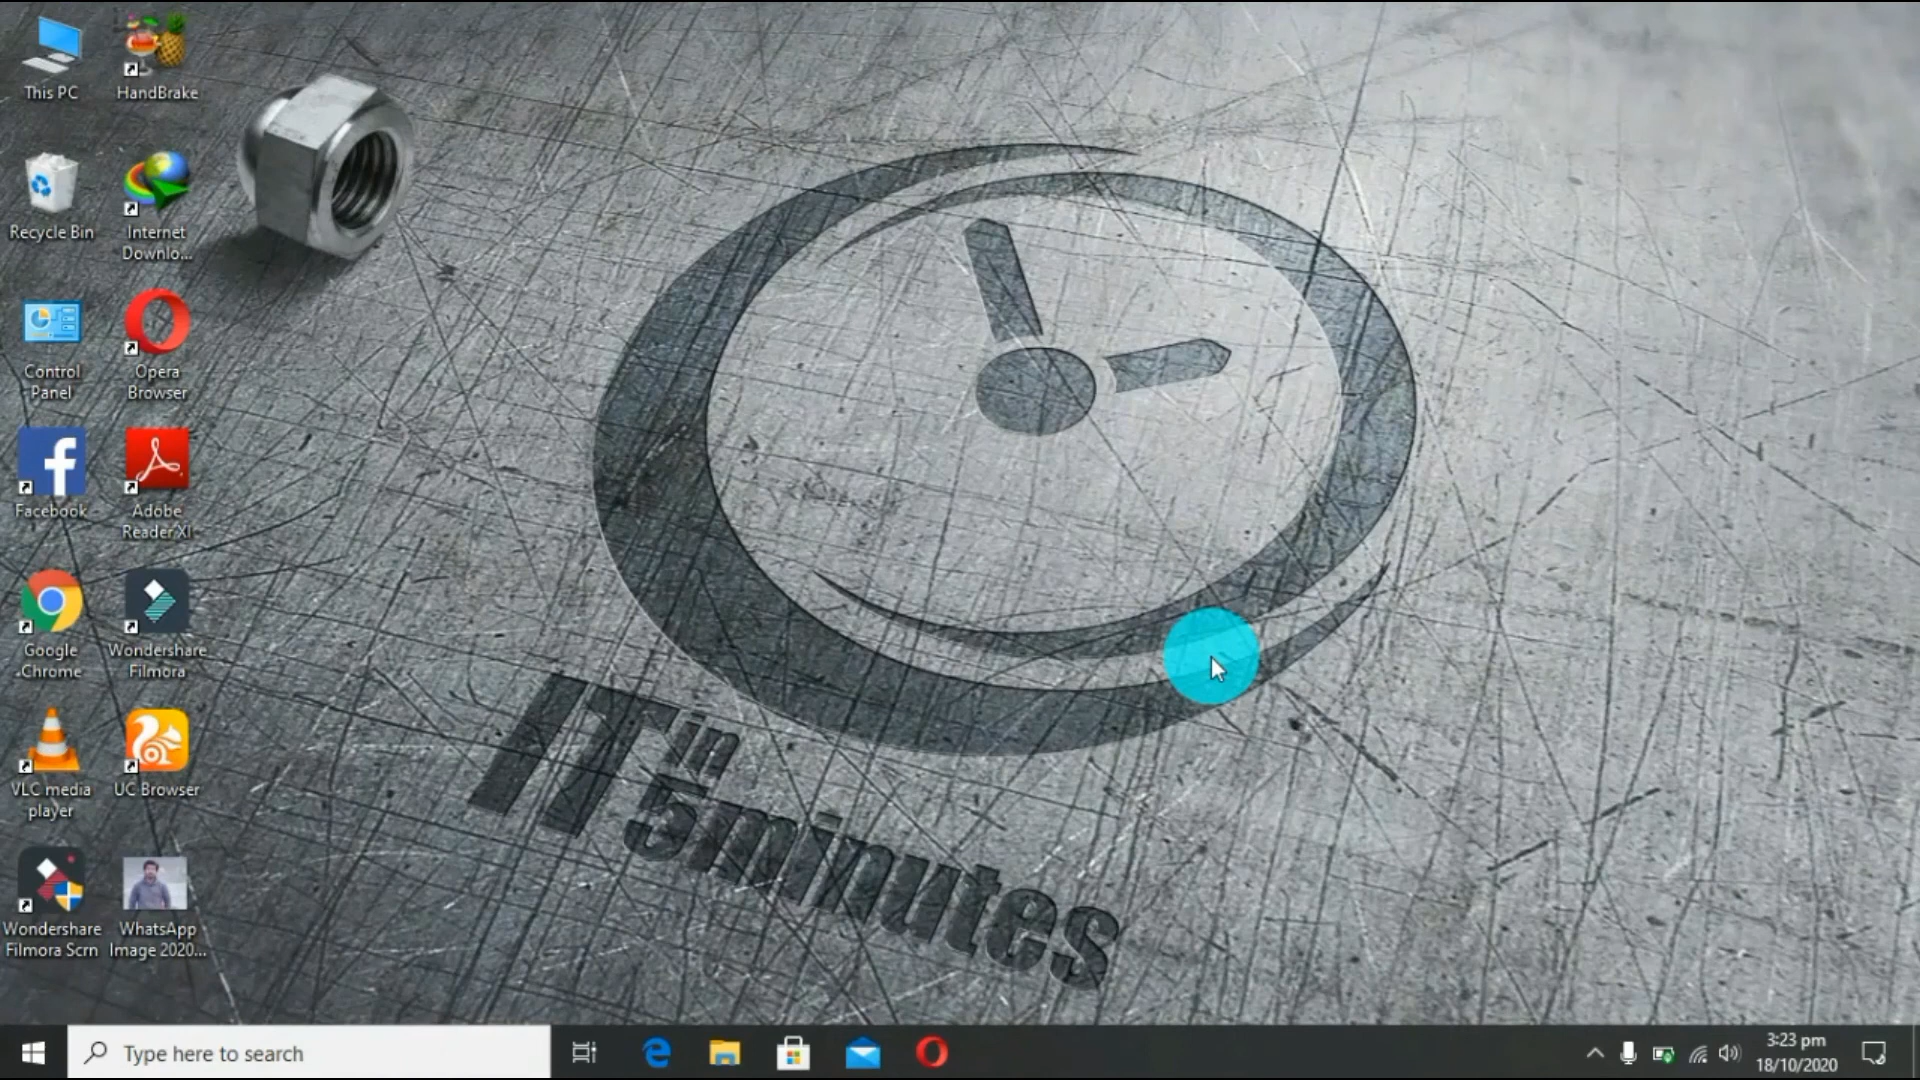 This PC
HandBrake
Recycle Bin
Internet
Downlo...
Control
Panel
Opera
Browser
Facebook
Adobe
Reader XI
Google
Chrome
Wondershare
Filmora
VLC media
player
UC Browser
Wondershare
Filmora Scrn
WhatsApp
Image 2020...
IT in
5minutes
Type here to search
3:23 pm
18/10/2020